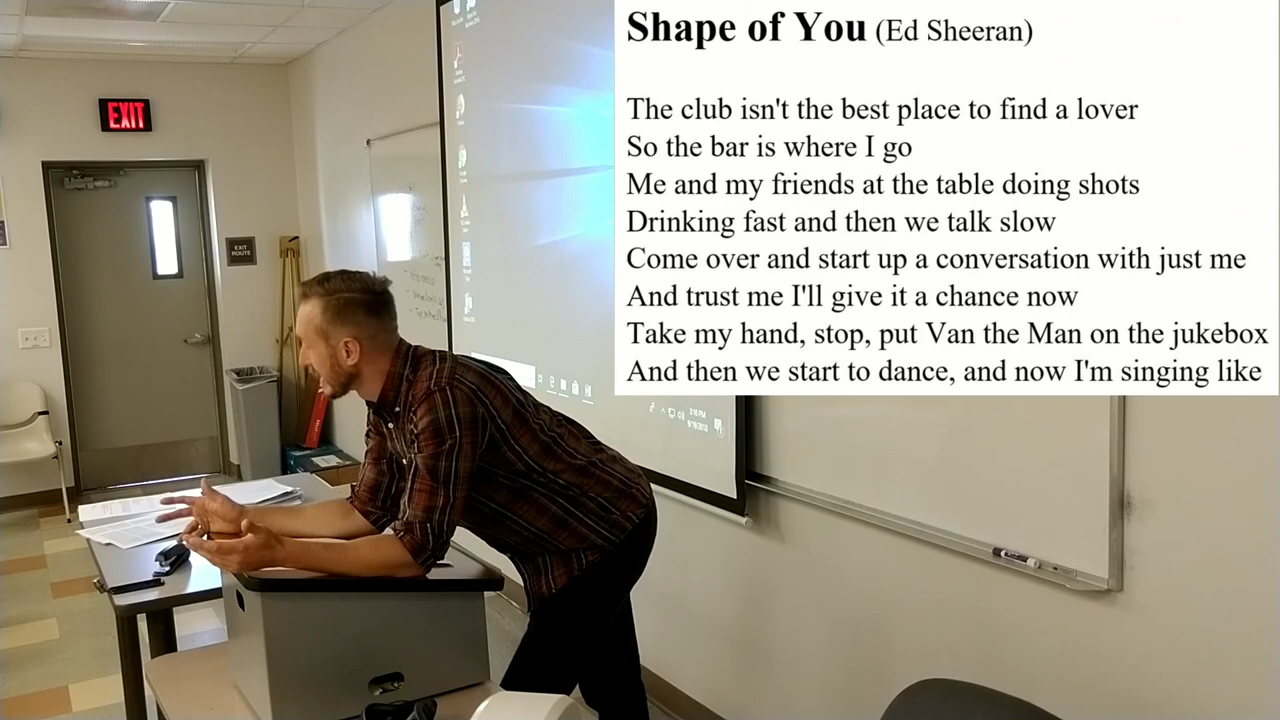 Shape of You (Ed Sheeran)
The club isn't the best place to find a lover
So the bar is where I go
Me and my friends at the table doing shots
Drinking fast and then we talk slow
Come over and start up a conversation with just me
And trust me I'll give it a chance now
Take my hand, stop, put Van the Man on the jukebox
And then we start to dance, and now I'm singing like
EXIT
EXIT
ROUTE